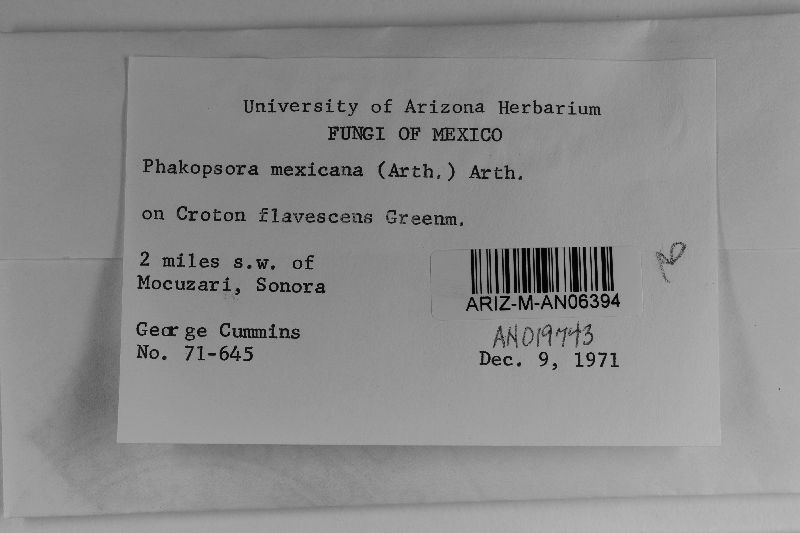 University of Arizona Herbarium
FUNGI OF MEXICO
Phakopsora mexicana (Arth.) Arth.
on Croton flavescens Greenm.
2 miles s.w. of
Mocuzari, Sonora
ARIZ-M-AN06394
George Cummins
AN019743
No. 71-645
Dec. 9, 1971